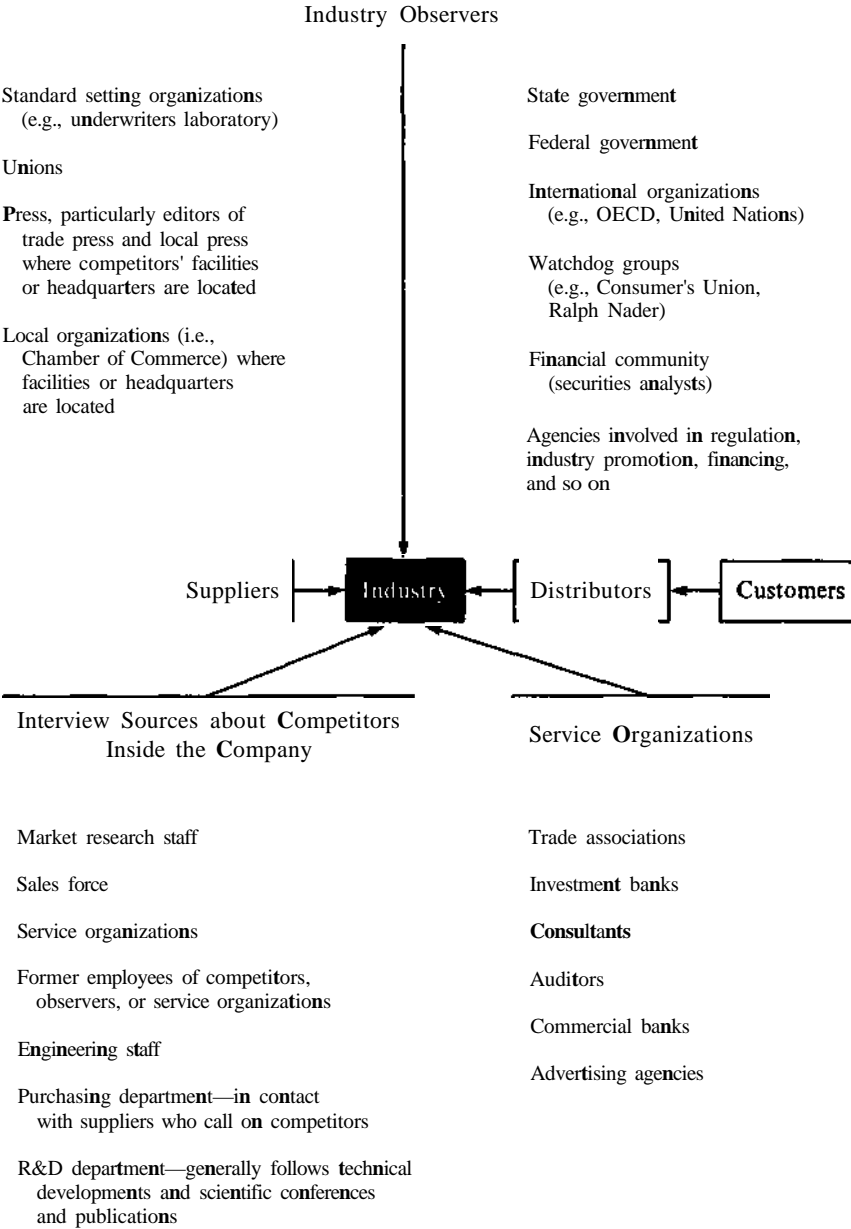 Industry Observers
Standard setting organizations
(e.g., underwriters laboratory)
Unions
Press, particularly editors of
trade press and local press
where competitors' facilities
or headquarters are located
Local organizations (i.e.,
Chamber of Commerce) where
facilities or headquarters
are located
State government
Federal government
International organizations
(e.g., OECD, United Nations)
Watchdog groups
(e.g., Consumer's Union,
Ralph Nader)
Financial community
(securities analysts)
Agencies involved in regulation,
industry promotion, financing,
and so on
Suppliers
Industry
Distributors
Customers
Interview Sources about Competitors
Inside the Company
Market research staff
Sales force
Service organizations
Former employees of competitors,
observers, or service organizations
Engineering staff
Purchasing department—in contact
with suppliers who call on competitors
R&D department—generally follows technical
developments and scientific conferences
and publications
Service Organizations
Trade associations
Investment banks
Consultants
Auditors
Commercial banks
Advertising agencies